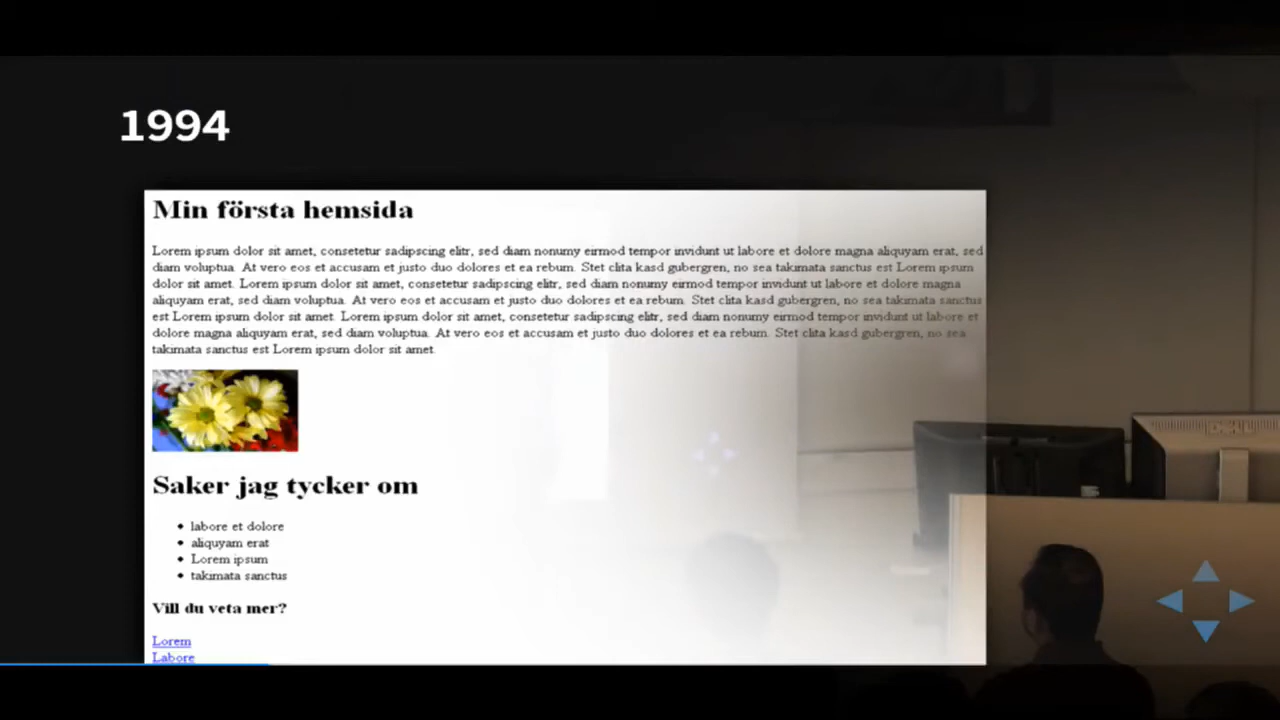 1994
Min första hemsida
Lorem ipsum dolor sit amet, consetetur sadipscing elitr, sed diam nonumy eirmod tempor invidunt ut labore et dolore magna aliquyam erat, sed
diam voluptua. At vero eos et accusam et justo duo dolores et ea rebum. Stet clita kasd gubergren, no sea takimata sanctus est Lorem ipsum
dolor sit amet. Lorem ipsum dolor sit amet, consetetur sadipscing elitr, sed diam nonumy eirmod tempor invidunt ut labore et dolore magna
aliquyam erat, sed diam voluptua. At vero eos et accusam et justo duo dolores et ea rebum. Stet clita kasd gubergren, no sea takimata sanctus
est Lorem ipsum dolor sit amet. Lorem ipsum dolor sit amet, consetetur sadipscing elitr, sed diam nonumy eirmod tempor invidunt ut labore et
dolore magna aliquyam erat, sed diam voluptua. At vero eos et accusam et justo duo dolores et ea rebum. Stet clita kasd gubergren, no sea
takimata sanctus est Lorem ipsum dolor sit amet.
Saker jag tycker om
labore et dolore
aliquyam erat
Lorem ipsum
takimata sanctus
Vill du veta mer?
Lorem
Labore